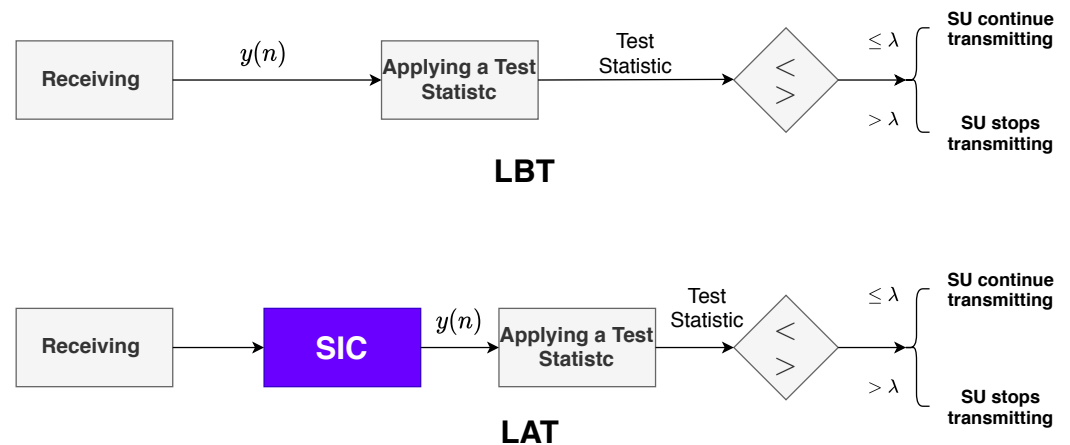 Receiving
y(n)
Applying a Test
Statistc
Test
Statistic
<
>
≤ λ
> λ
SU continue
transmitting
SU stops
transmitting
LBT
Receiving
SIC
y(n)
Applying a Test
Statistc
Test
Statistic
<
>
≤ λ
> λ
SU continue
transmitting
SU stops
transmitting
LAT